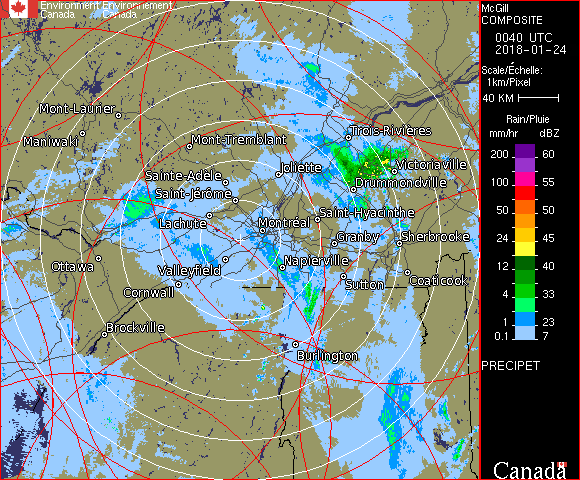 Environment Environnement
Canada Canada
McGill
COMPOSITE
0040 UTC
2018-01-24
Scale/Échelle:
1km/Pixel
40 KM
Rain/Pluie
mm/hr dBZ
200 60
100 55
50 50
24 45
12 40
4 33
1 23
0.1 7
PRECIPET
Canada
Mont-Laurier
Maniwaki
Mont-Tremblant
Trois-Rivières
Joliette
Victoriaville
Sainte-Adèle
Drummondville
Saint-Jérôme
Lachute
Montréal
Saint-Hyacinthe
Granby
Sherbrooke
Ottawa
Valleyfield
Napierville
Cornwall
Sutton
Coaticook
Brockville
Burlington